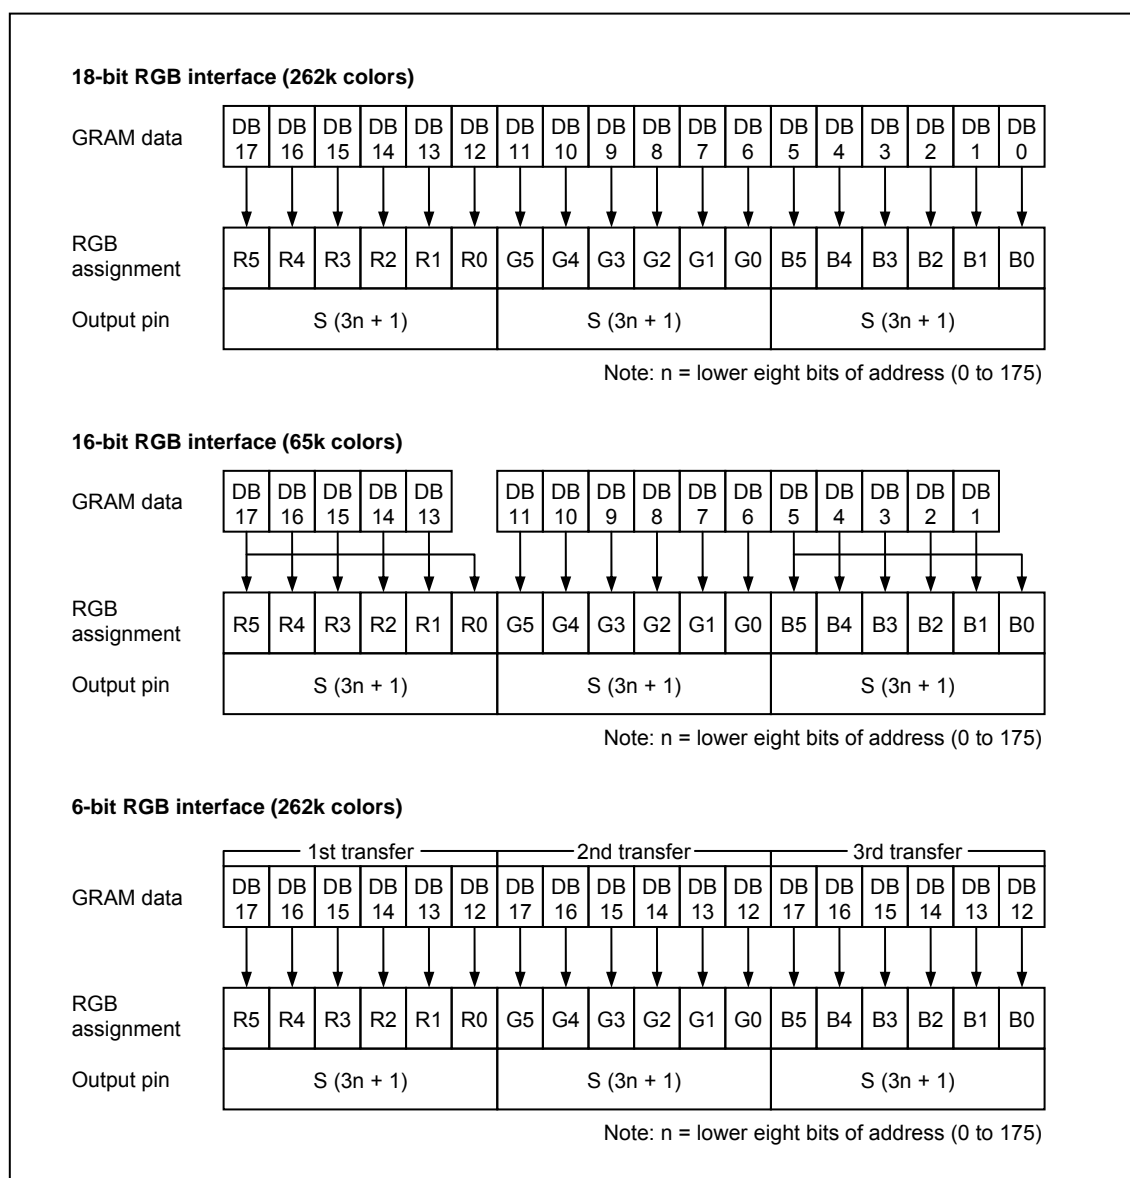 18-bit RGB interface (262k colors)
GRAM data DB 17 DB 16 DB 15 DB 14 DB 13 DB 12 DB 11 DB 10 DB 9 DB 8 DB 7 DB 6 DB 5 DB 4 DB 3 DB 2 DB 1 DB 0
RGB assignment R5 R4 R3 R2 R1 R0 G5 G4 G3 G2 G1 G0 B5 B4 B3 B2 B1 B0
Output pin S (3n + 1) S (3n + 1) S (3n + 1)
Note: n = lower eight bits of address (0 to 175)
16-bit RGB interface (65k colors)
GRAM data DB 17 DB 16 DB 15 DB 14 DB 13 DB 11 DB 10 DB 9 DB 8 DB 7 DB 6 DB 5 DB 4 DB 3 DB 2 DB 1
RGB assignment R5 R4 R3 R2 R1 R0 G5 G4 G3 G2 G1 G0 B5 B4 B3 B2 B1 B0
Output pin S (3n + 1) S (3n + 1) S (3n + 1)
Note: n = lower eight bits of address (0 to 175)
6-bit RGB interface (262k colors)
1st transfer 2nd transfer 3rd transfer
GRAM data DB 17 DB 16 DB 15 DB 14 DB 13 DB 12 DB 17 DB 16 DB 15 DB 14 DB 13 DB 12 DB 17 DB 16 DB 15 DB 14 DB 13 DB 12
RGB assignment R5 R4 R3 R2 R1 R0 G5 G4 G3 G2 G1 G0 B5 B4 B3 B2 B1 B0
Output pin S (3n + 1) S (3n + 1) S (3n + 1)
Note: n = lower eight bits of address (0 to 175)